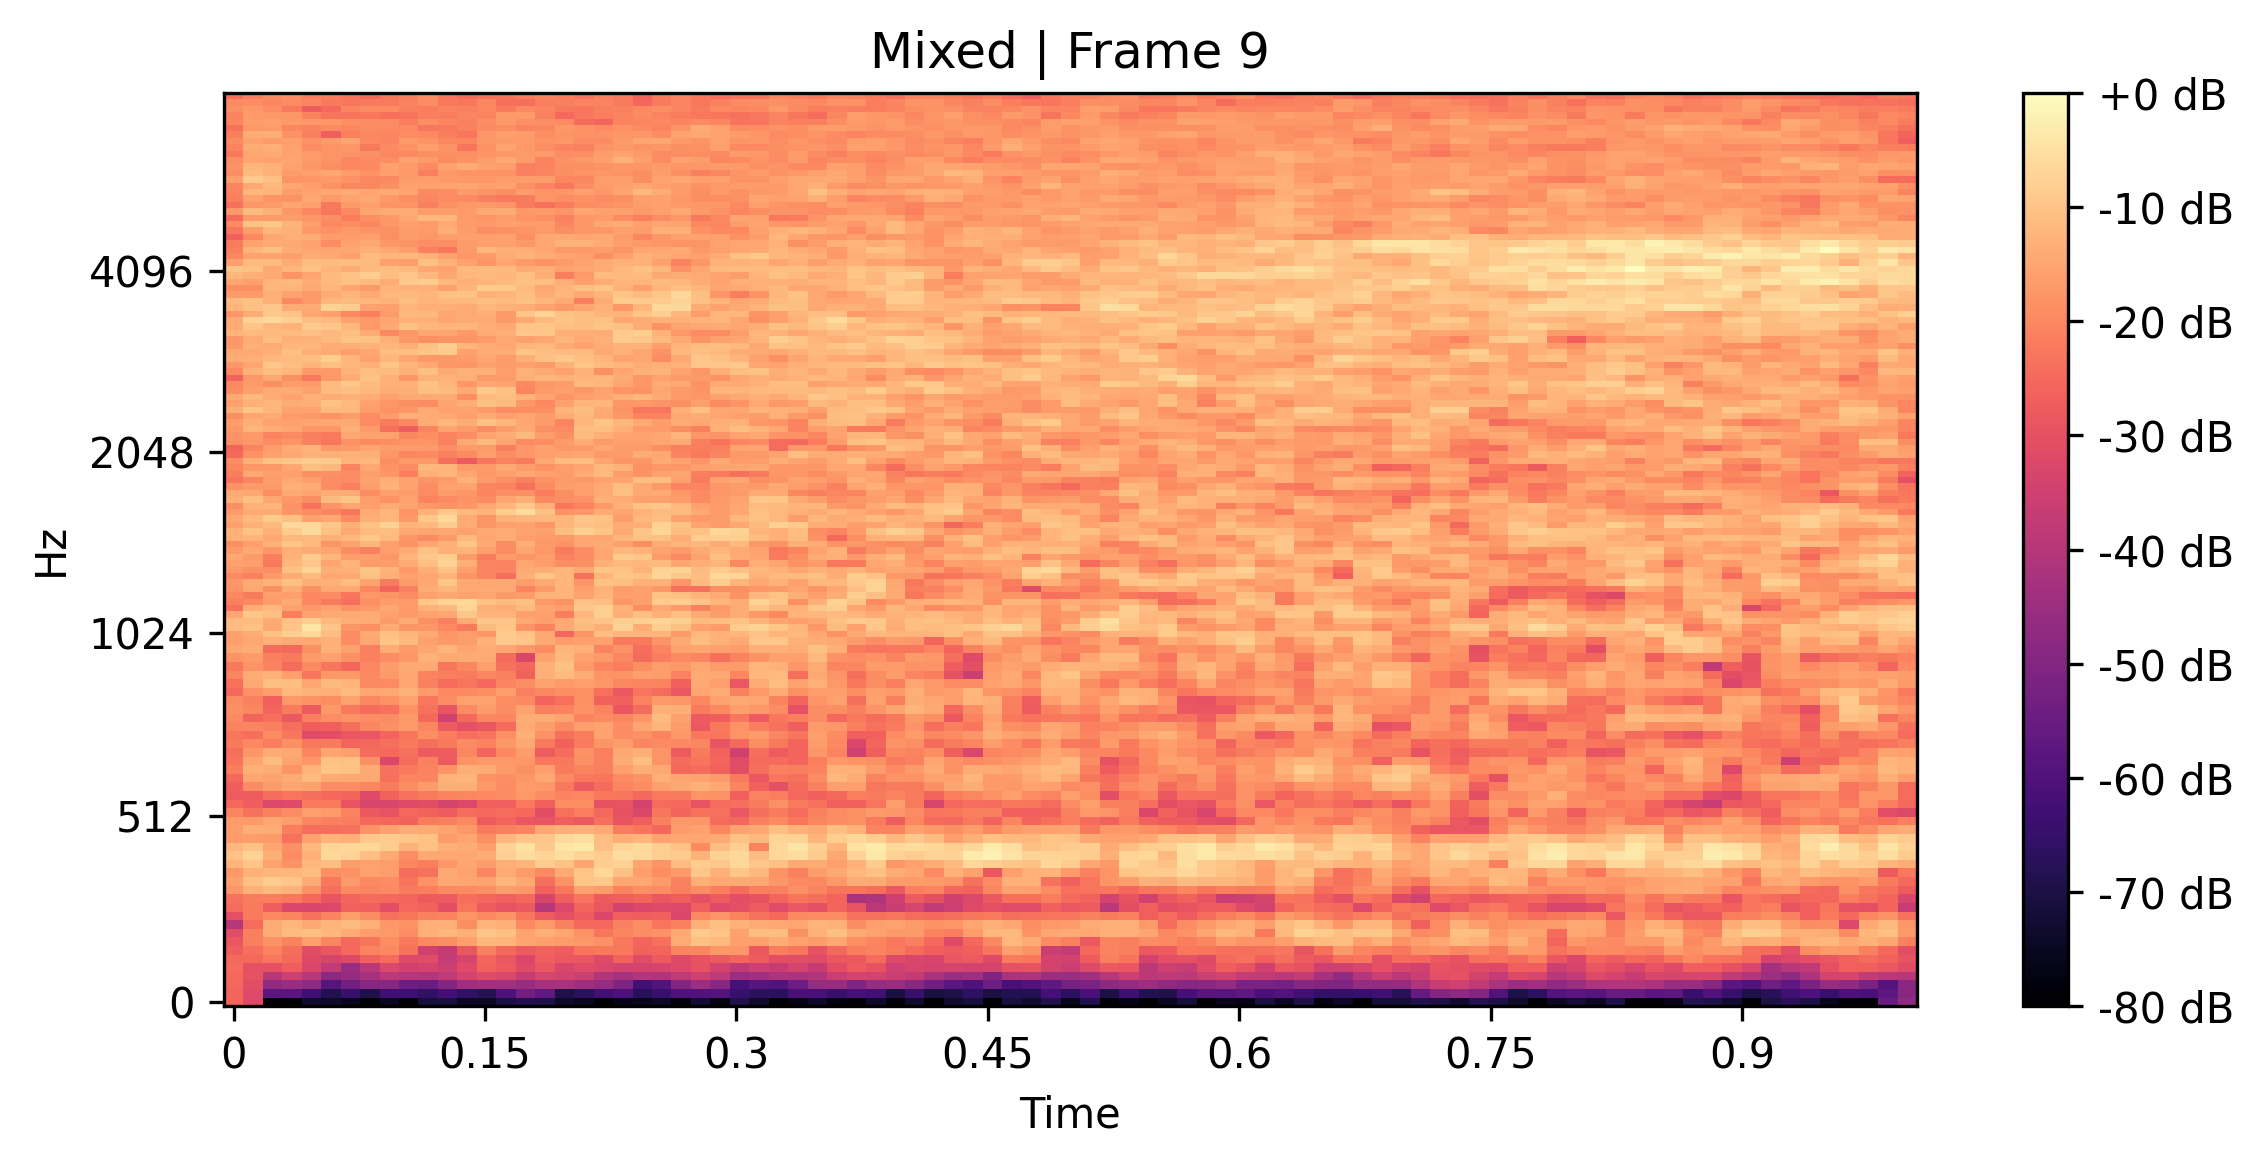 Mixed | Frame 9
+0 dB
-10 dB
-20 dB
-30 dB
-40 dB
-50 dB
-60 dB
-70 dB
-80 dB
Hz
4096
2048
1024
512
0
0 0.15 0.3 0.45 0.6 0.75 0.9
Time